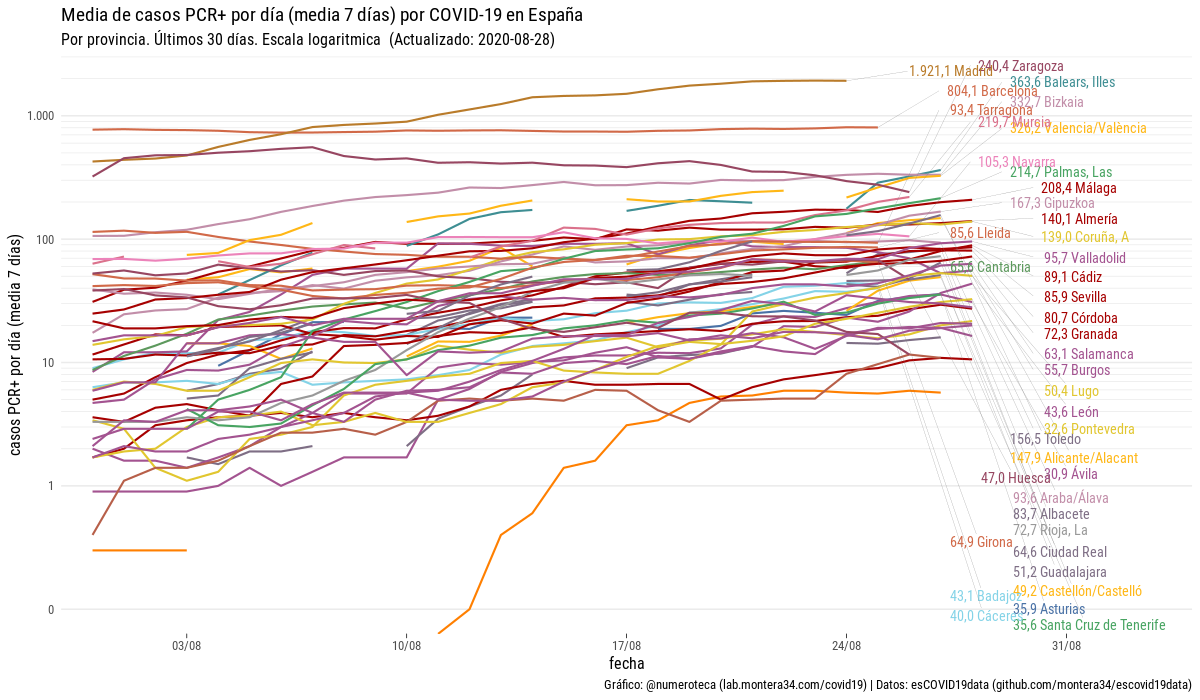 Media de casos PCR+ por día (media 7 días) por COVID-19 en España
Por provincia. Últimos 30 días. Escala logaritmica (Actualizado: 2020-08-28)
casos PCR+ por día (media 7 días)
1.000
100
10
1
0
240,4 Zaragoza
1.921,1 Madrid
363,6 Balears, Illes
804,1 Barcelona
332,7 Bizkaia
93,4 Tarragona
219,7 Murcia
326,2 Valencia/València
105,3 Navarra
214,7 Palmas, Las
208,4 Málaga
167,3 Gipuzkoa
140,1 Almería
85,6 Lleida
139,0 Coruña, A
95,7 Valladolid
65,6 Cantabria
89,1 Cádiz
85,9 Sevilla
80,7 Córdoba
72,3 Granada
63,1 Salamanca
55,7 Burgos
50,4 Lugo
43,6 León
32,6 Pontevedra
156,5 Toledo
147,9 Alicante/Alacant
30,9 Ávila
47,0 Huesca
93,6 Araba/Álava
83,7 Albacete
72,7 Rioja, La
64,9 Girona
64,6 Ciudad Real
51,2 Guadalajara
49,2 Castellón/Castelló
43,1 Badajoz
35,9 Asturias
40,0 Cáceres
35,6 Santa Cruz de Tenerife
03/08
10/08
17/08
24/08
31/08
fecha
Gráfico: @numeroteca (lab.montera34.com/covid19) | Datos: esCOVID19data (github.com/montera34/escovid19data)